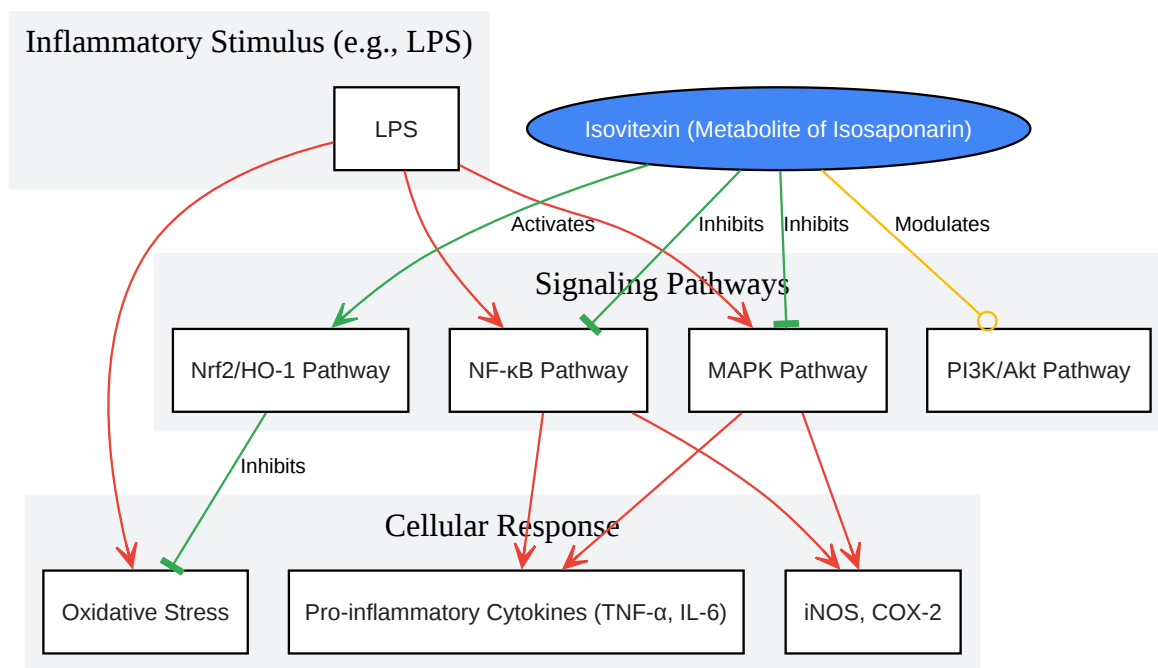 Inflammatory Stimulus (e.g., LPS)
LPS
Isovitexin (Metabolite of Isosaponarin)
Activates
Inhibits
Inhibits
Modulates
Signaling Pathways
Nrf2/HO-1 Pathway
NF-κB Pathway
MAPK Pathway
PI3K/Akt Pathway
Inhibits
Cellular Response
Oxidative Stress
Pro-inflammatory Cytokines (TNF-α, IL-6)
iNOS, COX-2